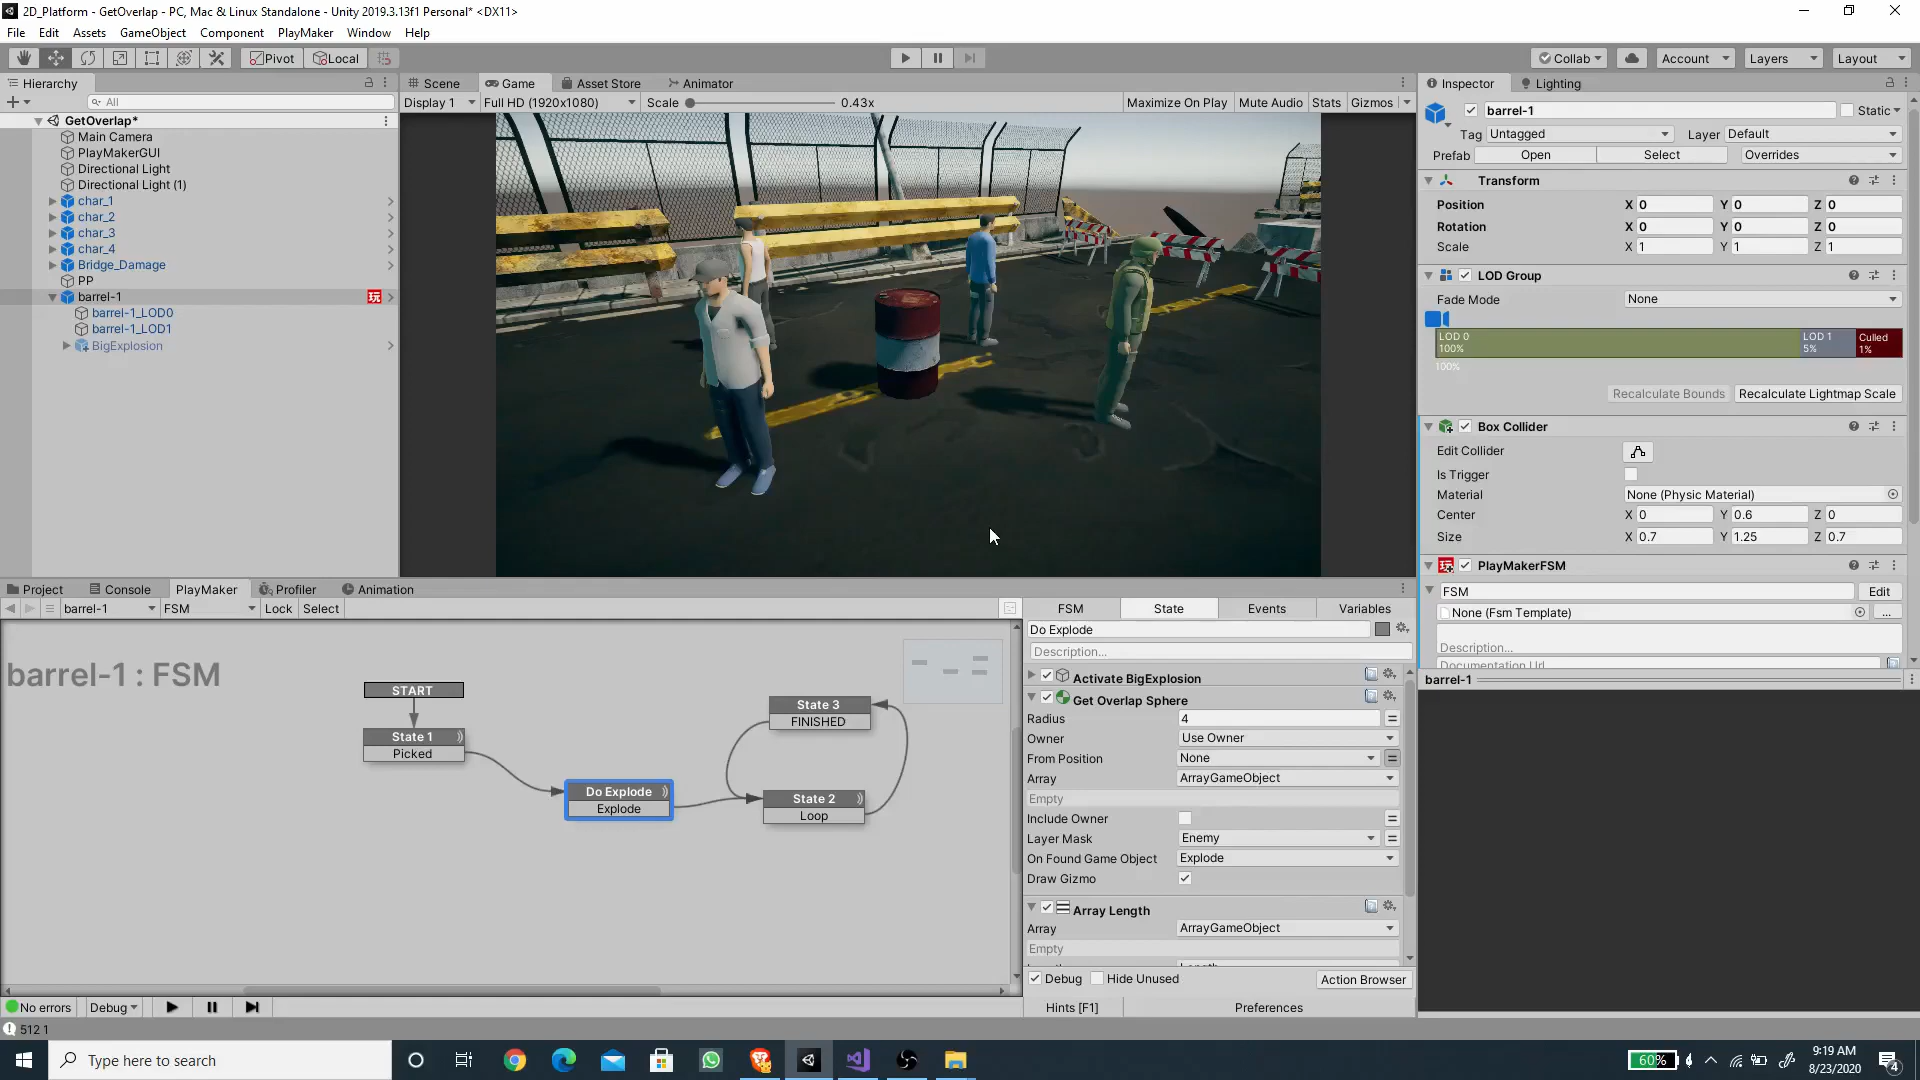 2D_Platform - GetOverlap - PC, Mac & Linux Standalone - Unity 2019.3.13f1 Personal* <DX11>
File Edit Assets GameObject Component PlayMaker Window Help
Pivot Local Collab Account Layers Layout
Hierarchy
All
GetOverlap*
Main Camera
PlayMakerGUI
Directional Light
Directional Light (1)
char_1
char_2
char_3
char_4
Bridge_Damage
PP
barrel-1 玩
barrel-1_LOD0
barrel-1_LOD1
BigExplosion
Scene Game Asset Store Animator
Display 1 Full HD (1920x1080) Scale 0.43x Maximize On Play Mute Audio Stats Gizmos
Inspector Lighting
barrel-1 Static
Tag Untagged Layer Default
Prefab Open Select Overrides
Transform
Position X 0 Y 0 Z 0
Rotation X 0 Y 0 Z 0
Scale X 1 Y 1 Z 1
LOD Group
Fade Mode None
LOD 0 LOD 1 Culled
100% 5% 1%
100%
Recalculate Bounds Recalculate Lightmap Scale
Box Collider
Edit Collider
Is Trigger
Material None (Physic Material)
Center X 0 Y 0.6 Z 0
Size X 0.7 Y 1.25 Z 0.7
PlayMakerFSM
FSM Edit
None (Fsm Template) ...
Description...
Documentation Url
barrel-1
Project Console PlayMaker Profiler Animation
barrel-1 FSM Lock Select
barrel-1 : FSM
START
State 1
Picked
Do Explode
Explode
State 3
FINISHED
State 2
Loop
FSM State Events Variables
Do Explode
Description...
Activate BigExplosion
Get Overlap Sphere
Radius 4
Owner Use Owner
From Position None
Array ArrayGameObject
Empty
Include Owner
Layer Mask Enemy
On Found Game Object Explode
Draw Gizmo
Array Length
Array ArrayGameObject
Empty
Debug Hide Unused Action Browser
Hints [F1] Preferences
No errors Debug
512 1
Type here to search
60% 9:19 AM
8/23/2020
4